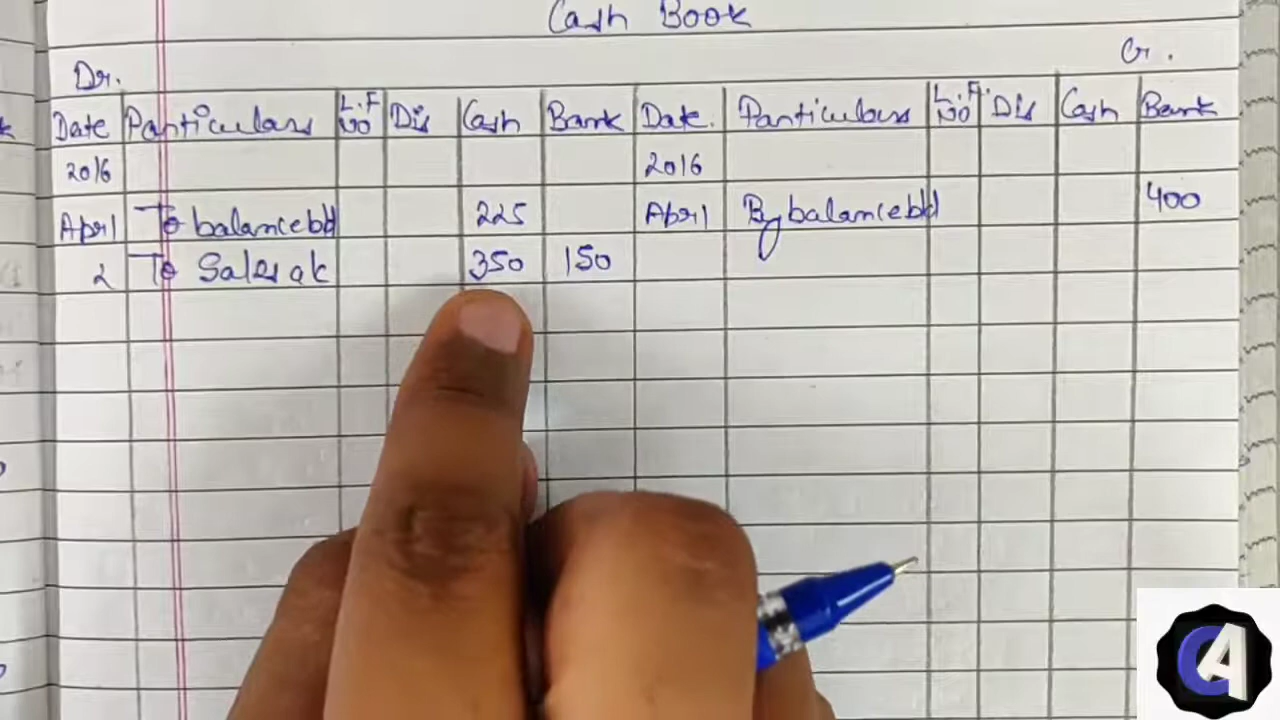 Cash Book
Dr. Cr.
Date Particulars L.F No Dis Cash Bank Date. Particulars L.F. No Dis Cash Bank
2016 2016
April To balance b/d 225 April By balance b/d 400
2 To Sales a/c 350 150
CA